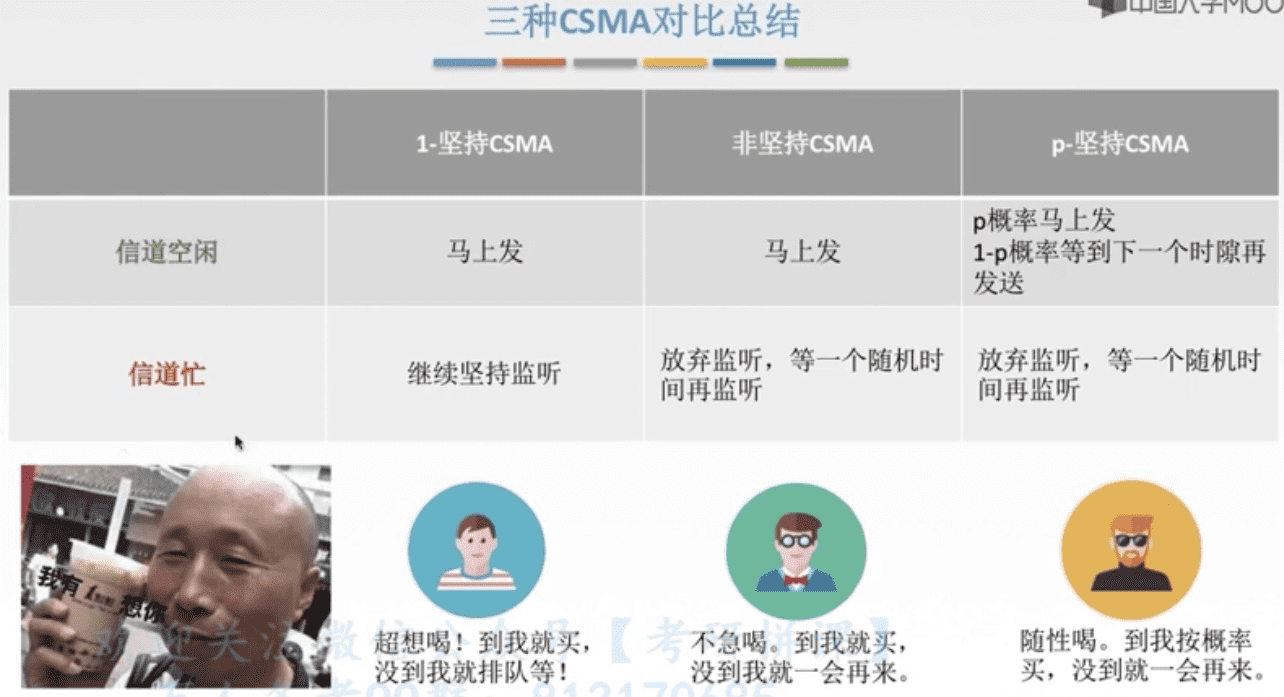 三种CSMA对比总结
中国大学MOO
1-坚持CSMA
非坚持CSMA
p-坚持CSMA
信道空闲
马上发
马上发
p概率马上发
1-p概率等到下一个时隙再
发送
信道忙
继续坚持监听
放弃监听，等一个随机时
间再监听
放弃监听，等一个随机时
间再监听
我有
想你
超想喝！到我就买，
没到我就排队等！
不急喝。到我就买，
没到我就一会再来。
随性喝。到我按概率
买，没到就一会再来。
欢迎关注微信公众号【考研拼课】
813170685